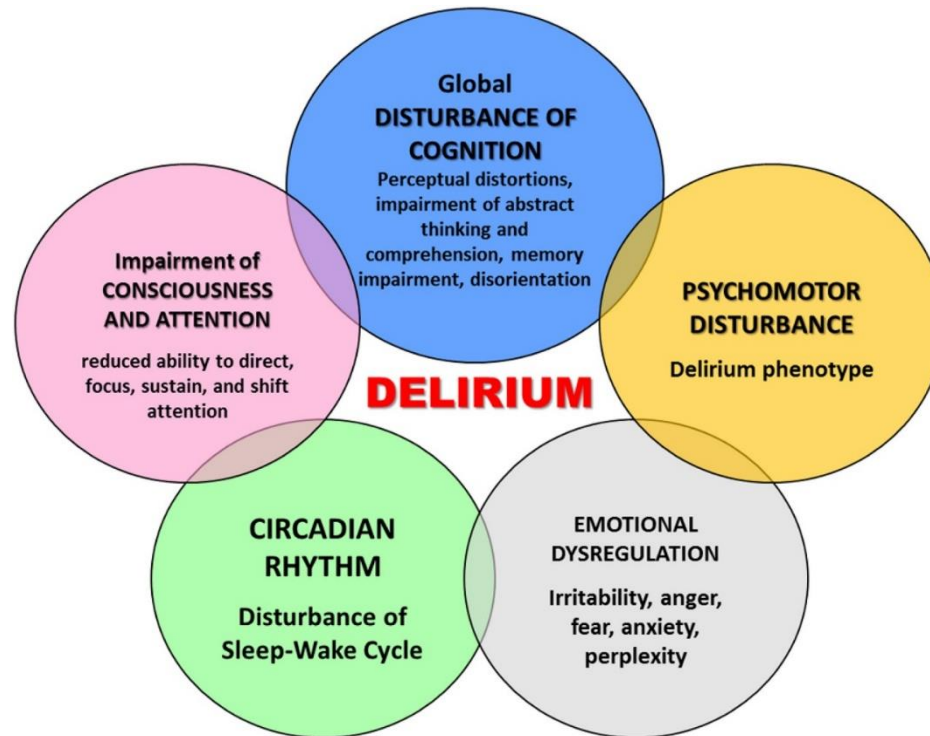 Global
DISTURBANCE OF
COGNITION
Perceptual distortions,
impairment of abstract
thinking and
comprehension, memory
impairment, disorientation
Impairment of
CONSCIOUSNESS
AND ATTENTION
reduced ability to direct,
focus, sustain, and shift
attention
PSYCHOMOTOR
DISTURBANCE
Delirium phenotype
DELIRIUM
CIRCADIAN
RHYTHM
Disturbance of
Sleep-Wake Cycle
EMOTIONAL
DYSREGULATION
Irritability, anger,
fear, anxiety,
perplexity